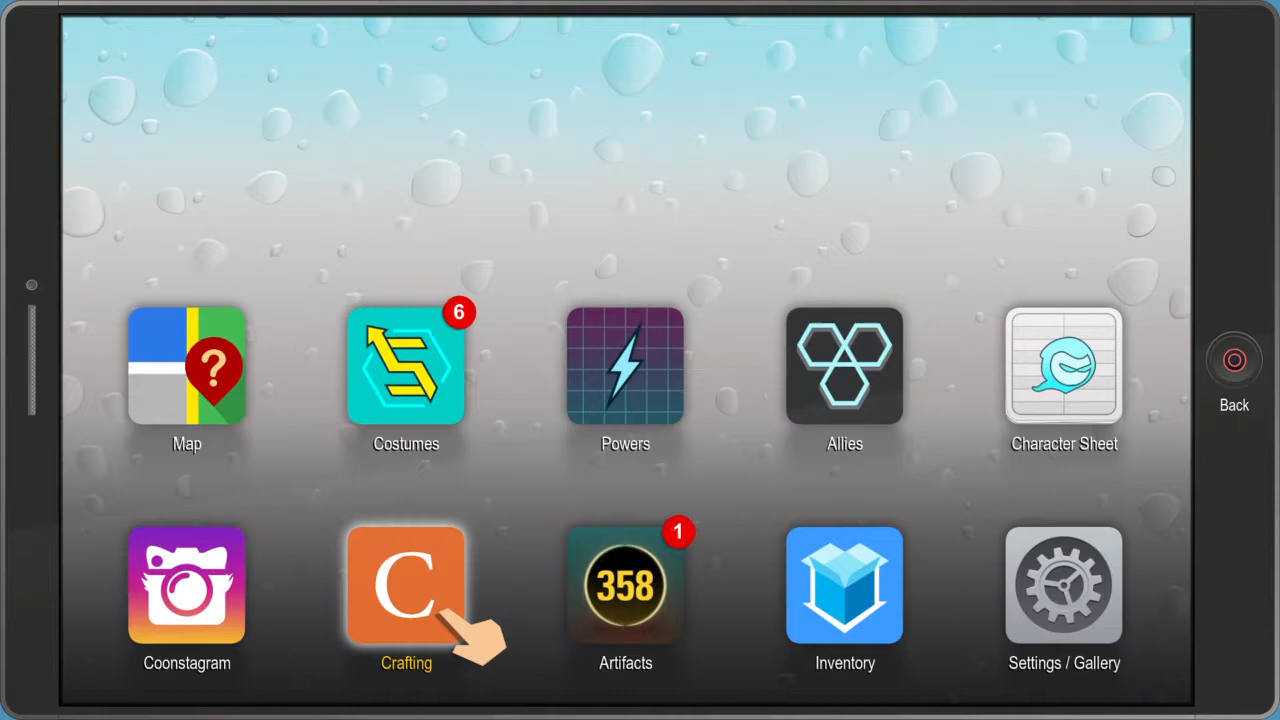 6
?
Map
Costumes
Powers
Allies
Character Sheet
Back
1
C
358
Coonstagram
Crafting
Artifacts
Inventory
Settings / Gallery